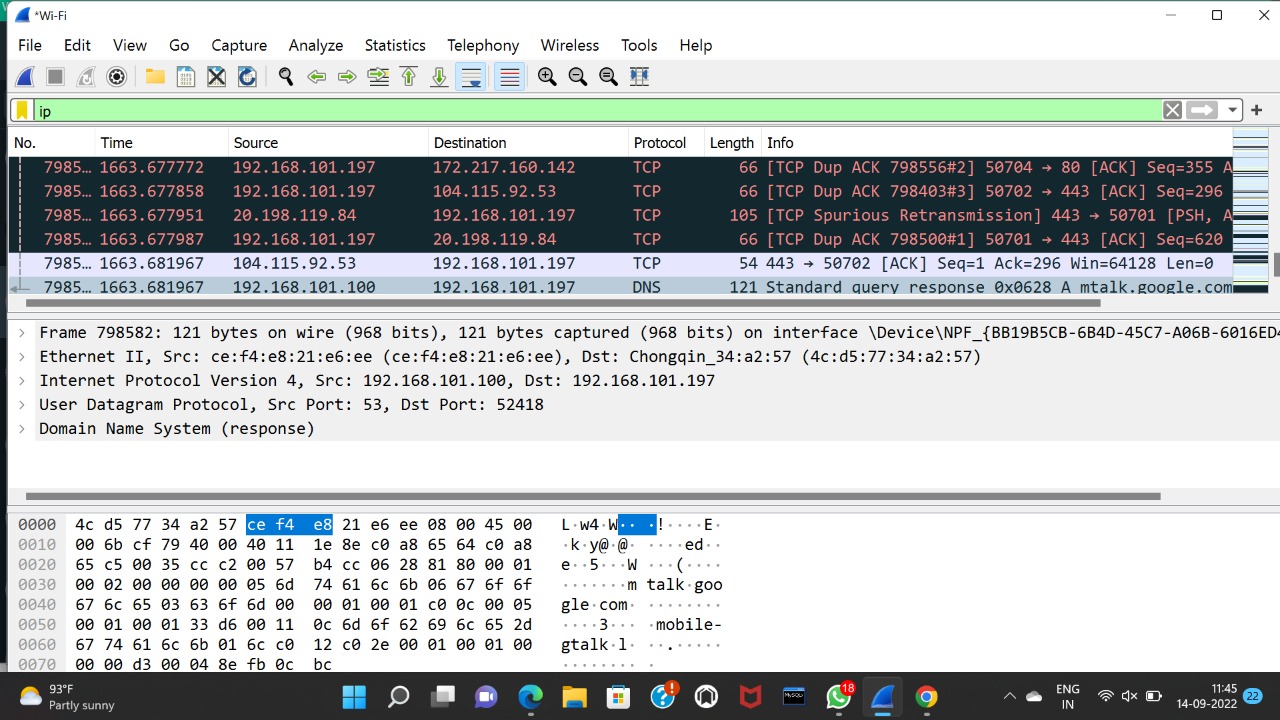 *Wi-Fi
File Edit View Go Capture Analyze Statistics Telephony Wireless Tools Help
ip
No. Time Source Destination Protocol Length Info
7985… 1663.677772 192.168.101.197 172.217.160.142 TCP 66 [TCP Dup ACK 798556#2] 50704 → 80 [ACK] Seq=355 A
7985… 1663.677858 192.168.101.197 104.115.92.53 TCP 66 [TCP Dup ACK 798403#3] 50702 → 443 [ACK] Seq=296
7985… 1663.677951 20.198.119.84 192.168.101.197 TCP 105 [TCP Spurious Retransmission] 443 → 50701 [PSH, A
7985… 1663.677987 192.168.101.197 20.198.119.84 TCP 66 [TCP Dup ACK 798500#1] 50701 → 443 [ACK] Seq=620
7985… 1663.681967 104.115.92.53 192.168.101.197 TCP 54 443 → 50702 [ACK] Seq=1 Ack=296 Win=64128 Len=0
7985… 1663.681967 192.168.101.100 192.168.101.197 DNS 121 Standard query response 0x0628 A mtalk.google.com
Frame 798582: 121 bytes on wire (968 bits), 121 bytes captured (968 bits) on interface \Device\NPF_{BB19B5CB-6B4D-45C7-A06B-6016ED4
Ethernet II, Src: ce:f4:e8:21:e6:ee (ce:f4:e8:21:e6:ee), Dst: Chongqin_34:a2:57 (4c:d5:77:34:a2:57)
Internet Protocol Version 4, Src: 192.168.101.100, Dst: 192.168.101.197
User Datagram Protocol, Src Port: 53, Dst Port: 52418
Domain Name System (response)
0000 4c d5 77 34 a2 57 ce f4 e8 21 e6 ee 08 00 45 00 L·w4·W·· ·!····E·
0010 00 6b cf 79 40 00 40 11 1e 8e c0 a8 65 64 c0 a8 ·k·y@·@· ····ed··
0020 65 c5 00 35 cc c2 00 57 b4 cc 06 28 81 80 00 01 e··5···W ···(····
0030 00 02 00 00 00 00 05 6d 74 61 6c 6b 06 67 6f 6f ·······m talk·goo
0040 67 6c 65 03 63 6f 6d 00 00 01 00 01 c0 0c 00 05 gle·com· ········
0050 00 01 00 01 33 d6 00 11 0c 6d 6f 62 69 6c 65 2d ····3··· ·mobile-
0060 67 74 61 6c 6b 01 6c c0 12 c0 2e 00 01 00 01 00 gtalk·l· ··.·····
0070 00 00 d3 00 04 8e fb 0c bc ········ ·
93°F
Partly sunny
MySQL
18
ENG
IN
11:45
14-09-2022
22